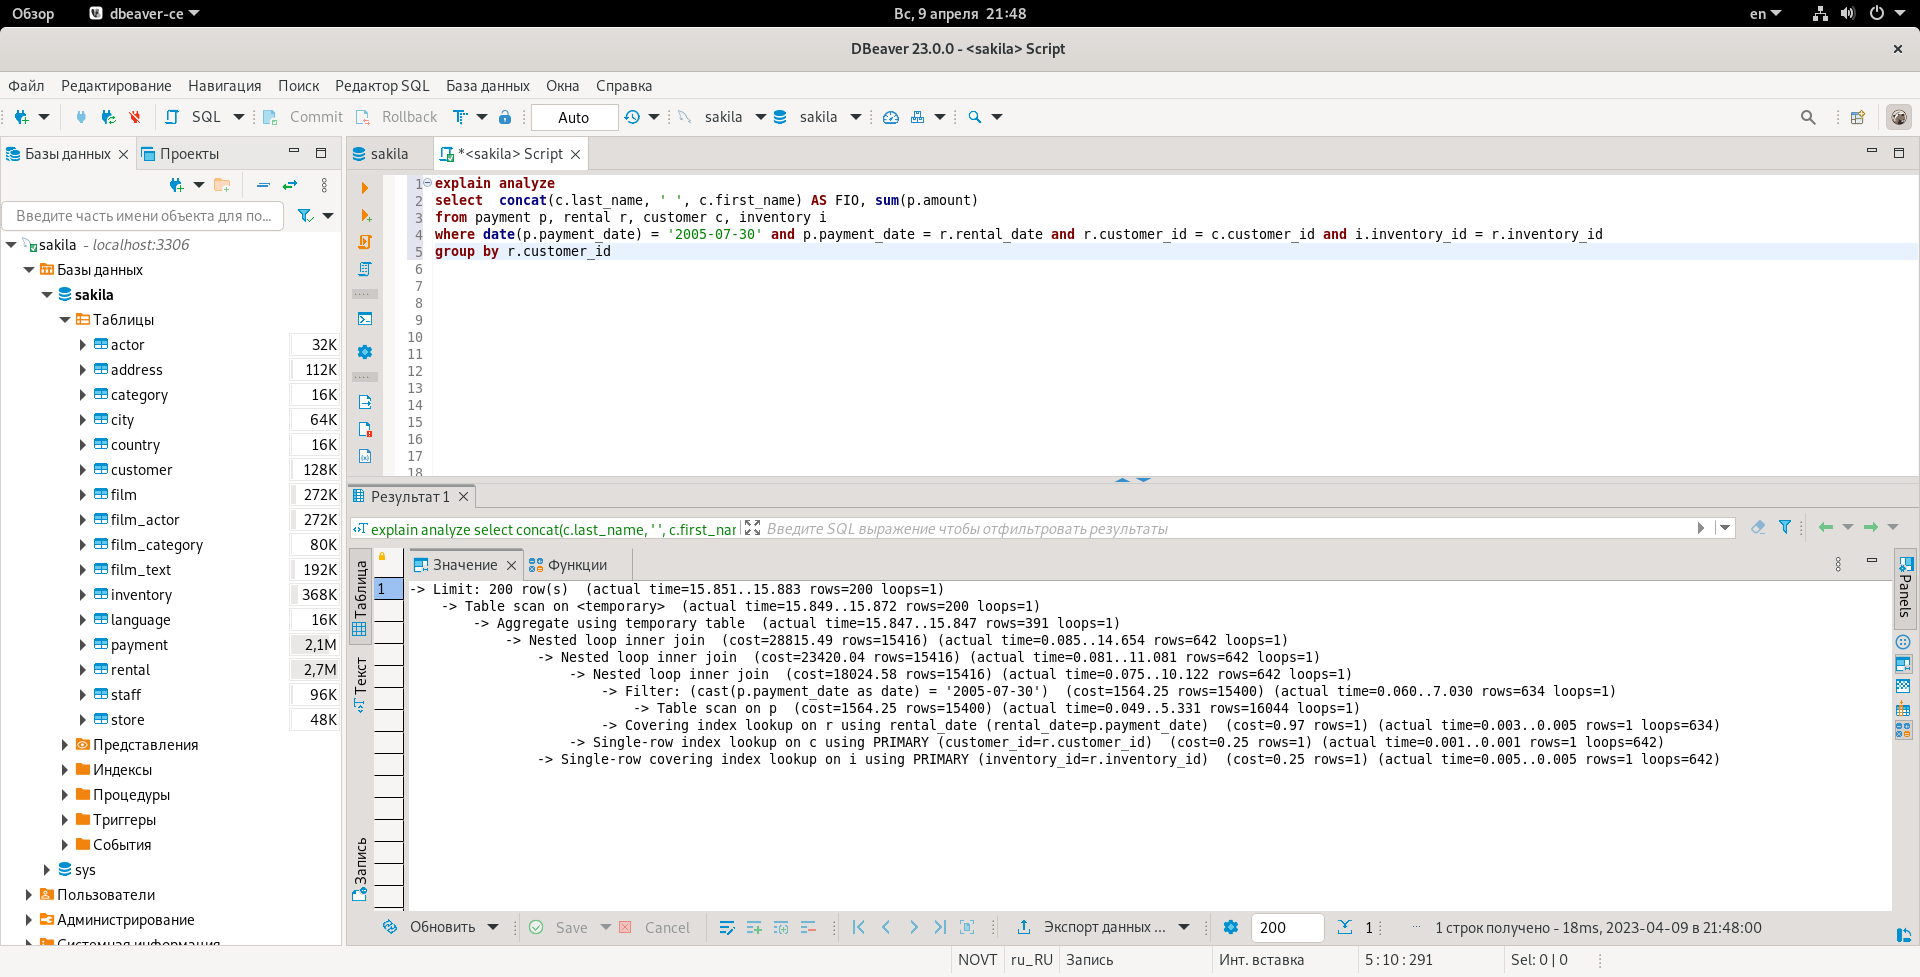 Обзор
dbeaver-ce
Вс, 9 апреля 21:48
en
DBeaver 23.0.0 - <sakila> Script
Файл Редактирование Навигация Поиск Редактор SQL База данных Окна Справка
SQL Commit Rollback Auto sakila sakila
Базы данных
Проекты
Введите часть имени объекта для по...
sakila - localhost:3306
Базы данных
sakila
Таблицы
actor 32K
address 112K
category 16K
city 64K
country 16K
customer 128K
film 272K
film_actor 272K
film_category 80K
film_text 192K
inventory 368K
language 16K
payment 2,1M
rental 2,7M
staff 96K
store 48K
Представления
Индексы
Процедуры
Триггеры
События
sys
Пользователи
Администрирование
Системная информация
sakila
*<sakila> Script
1 explain analyze
2 select  concat(c.last_name, ' ', c.first_name) AS FIO, sum(p.amount)
3 from payment p, rental r, customer c, inventory i
4 where date(p.payment_date) = '2005-07-30' and p.payment_date = r.rental_date and r.customer_id = c.customer_id and i.inventory_id = r.inventory_id
5 group by r.customer_id
6
7
8
9
10
11
12
13
14
15
16
17
18
Результат 1
explain analyze select concat(c.last_name, ' ', c.first_nar
Введите SQL выражение чтобы отфильтровать результаты
Таблица
Текст
Запись
1
Значение
Функции
-> Limit: 200 row(s)  (actual time=15.851..15.883 rows=200 loops=1)
-> Table scan on <temporary>  (actual time=15.849..15.872 rows=200 loops=1)
-> Aggregate using temporary table  (actual time=15.847..15.847 rows=391 loops=1)
-> Nested loop inner join  (cost=28815.49 rows=15416) (actual time=0.085..14.654 rows=642 loops=1)
-> Nested loop inner join  (cost=23420.04 rows=15416) (actual time=0.081..11.081 rows=642 loops=1)
-> Nested loop inner join  (cost=18024.58 rows=15416) (actual time=0.075..10.122 rows=642 loops=1)
-> Filter: (cast(p.payment_date as date) = '2005-07-30')  (cost=1564.25 rows=15400) (actual time=0.060..7.030 rows=634 loops=1)
-> Table scan on p  (cost=1564.25 rows=15400) (actual time=0.049..5.331 rows=16044 loops=1)
-> Covering index lookup on r using rental_date (rental_date=p.payment_date)  (cost=0.97 rows=1) (actual time=0.003..0.005 rows=1 loops=634)
-> Single-row index lookup on c using PRIMARY (customer_id=r.customer_id)  (cost=0.25 rows=1) (actual time=0.001..0.001 rows=1 loops=642)
-> Single-row covering index lookup on i using PRIMARY (inventory_id=r.inventory_id)  (cost=0.25 rows=1) (actual time=0.005..0.005 rows=1 loops=642)
Panels
Обновить Save Cancel Экспорт данных ... 200 1 1 строк получено - 18ms, 2023-04-09 в 21:48:00
NOVT ru_RU Запись Инт. вставка 5 : 10 : 291 Sel: 0 | 0